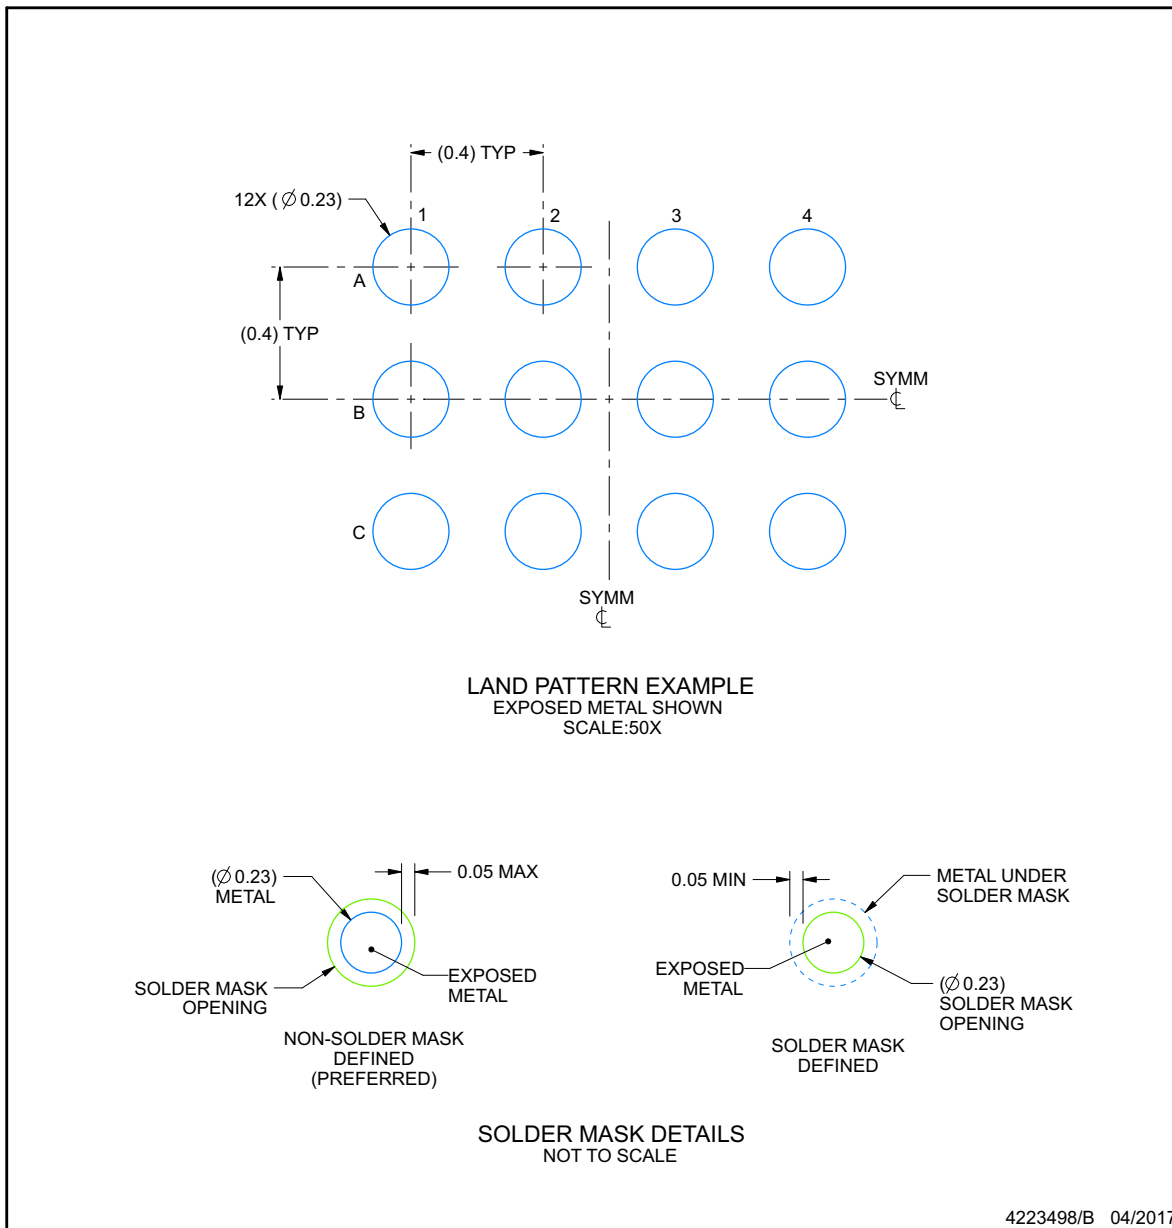 (0.4) TYP
12X ( ∅ 0.23)
1
2
3
4
A
(0.4) TYP
B
SYMM
℄
C
SYMM
℄
LAND PATTERN EXAMPLE
EXPOSED METAL SHOWN
SCALE:50X
(∅ 0.23)
METAL
0.05 MAX
SOLDER MASK
OPENING
EXPOSED
METAL
NON-SOLDER MASK
DEFINED
(PREFERRED)
0.05 MIN
METAL UNDER
SOLDER MASK
EXPOSED
METAL
(∅ 0.23)
SOLDER MASK
OPENING
SOLDER MASK
DEFINED
SOLDER MASK DETAILS
NOT TO SCALE
4223498/B 04/2017